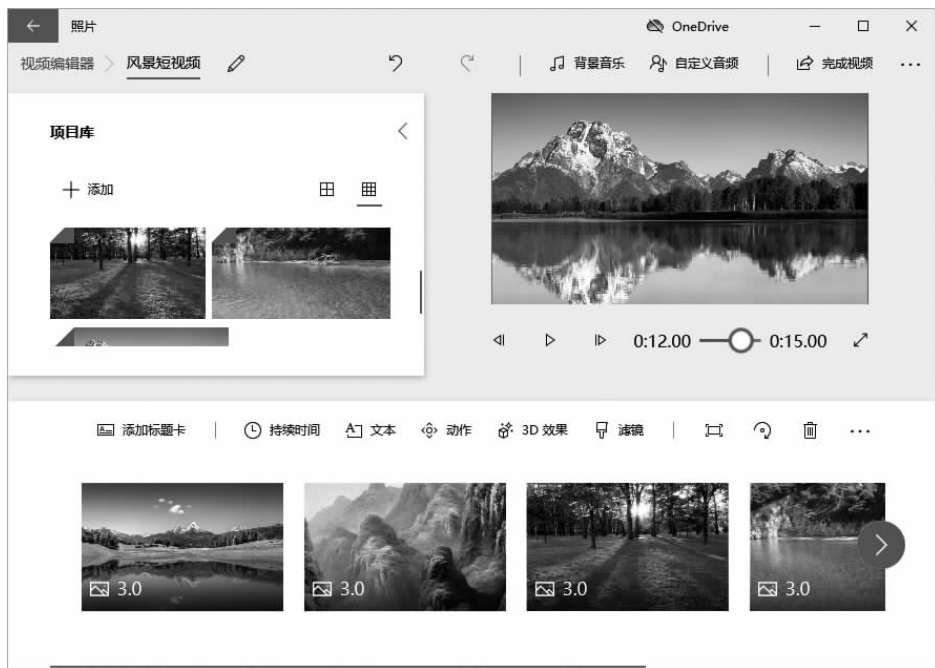 照片
OneDrive
视频编辑器
风景短视频
背景音乐
自定义音频
完成视频
项目库
添加
0:12.00
0:15.00
添加标题卡
持续时间
文本
动作
3D 效果
滤镜
3.0
3.0
3.0
3.0